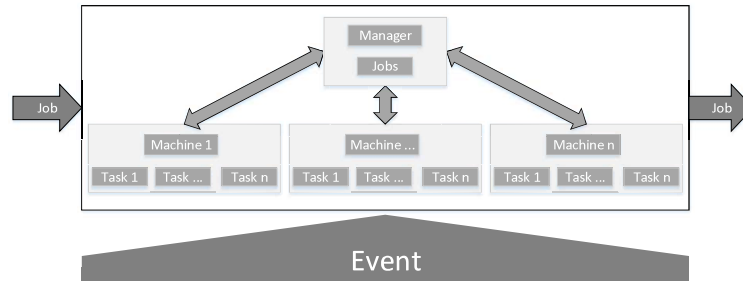 Manager
Jobs
Job
Job
Machine 1
Machine ...
Machine n
Task 1
Task ...
Task n
Task 1
Task ...
Task n
Task 1
Task ...
Task n
Event